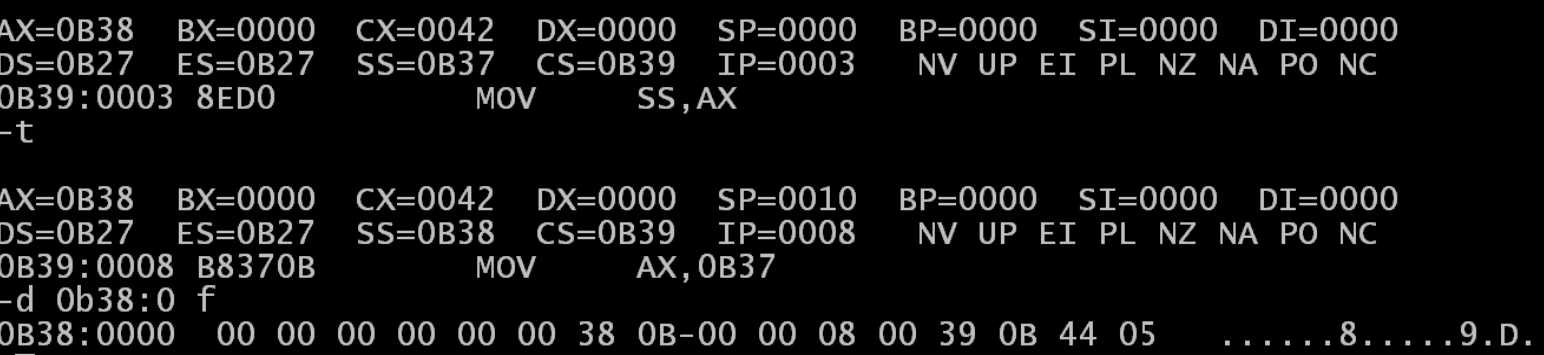 AX=0B38  BX=0000  CX=0042  DX=0000  SP=0000  BP=0000  SI=0000  DI=0000
DS=0B27  ES=0B27  SS=0B37  CS=0B39  IP=0003   NV UP EI PL NZ NA PO NC
0B39:0003 8ED0          MOV     SS,AX
-t
AX=0B38  BX=0000  CX=0042  DX=0000  SP=0010  BP=0000  SI=0000  DI=0000
DS=0B27  ES=0B27  SS=0B38  CS=0B39  IP=0008   NV UP EI PL NZ NA PO NC
0B39:0008 B8370B        MOV     AX,0B37
-d 0b38:0 f
0B38:0000  00 00 00 00 00 00 38 0B-00 00 08 00 39 0B 44 05   ......8.....9.D.